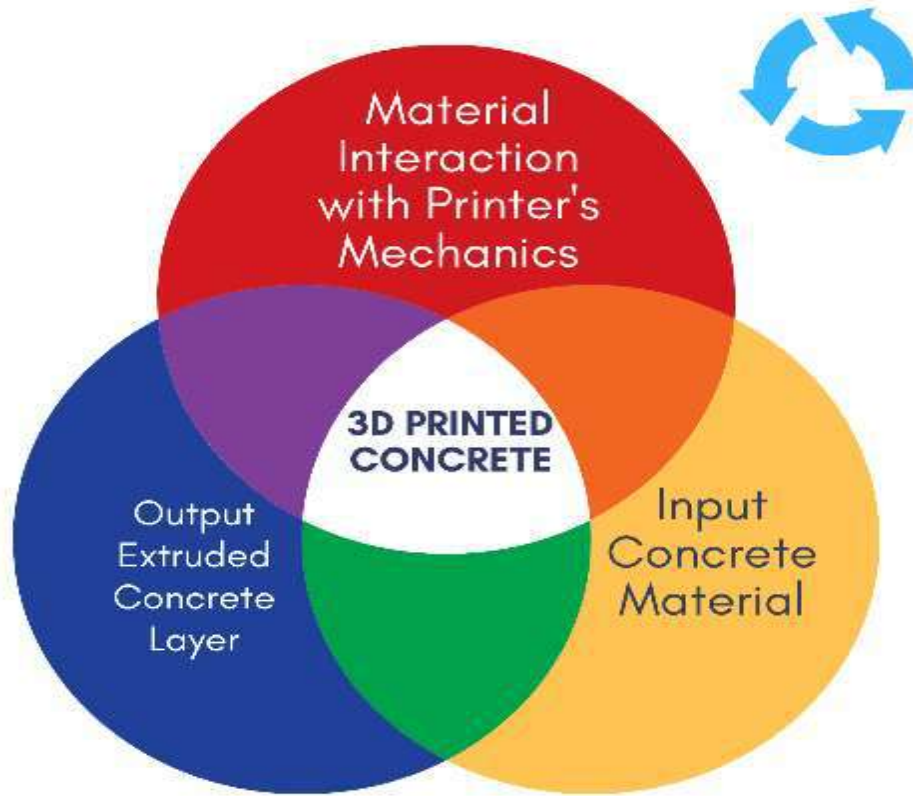 Material
Interaction
with Printer's
Mechanics
3D PRINTED
CONCRETE
Output
Extruded
Concrete
Layer
Input
Concrete
Material